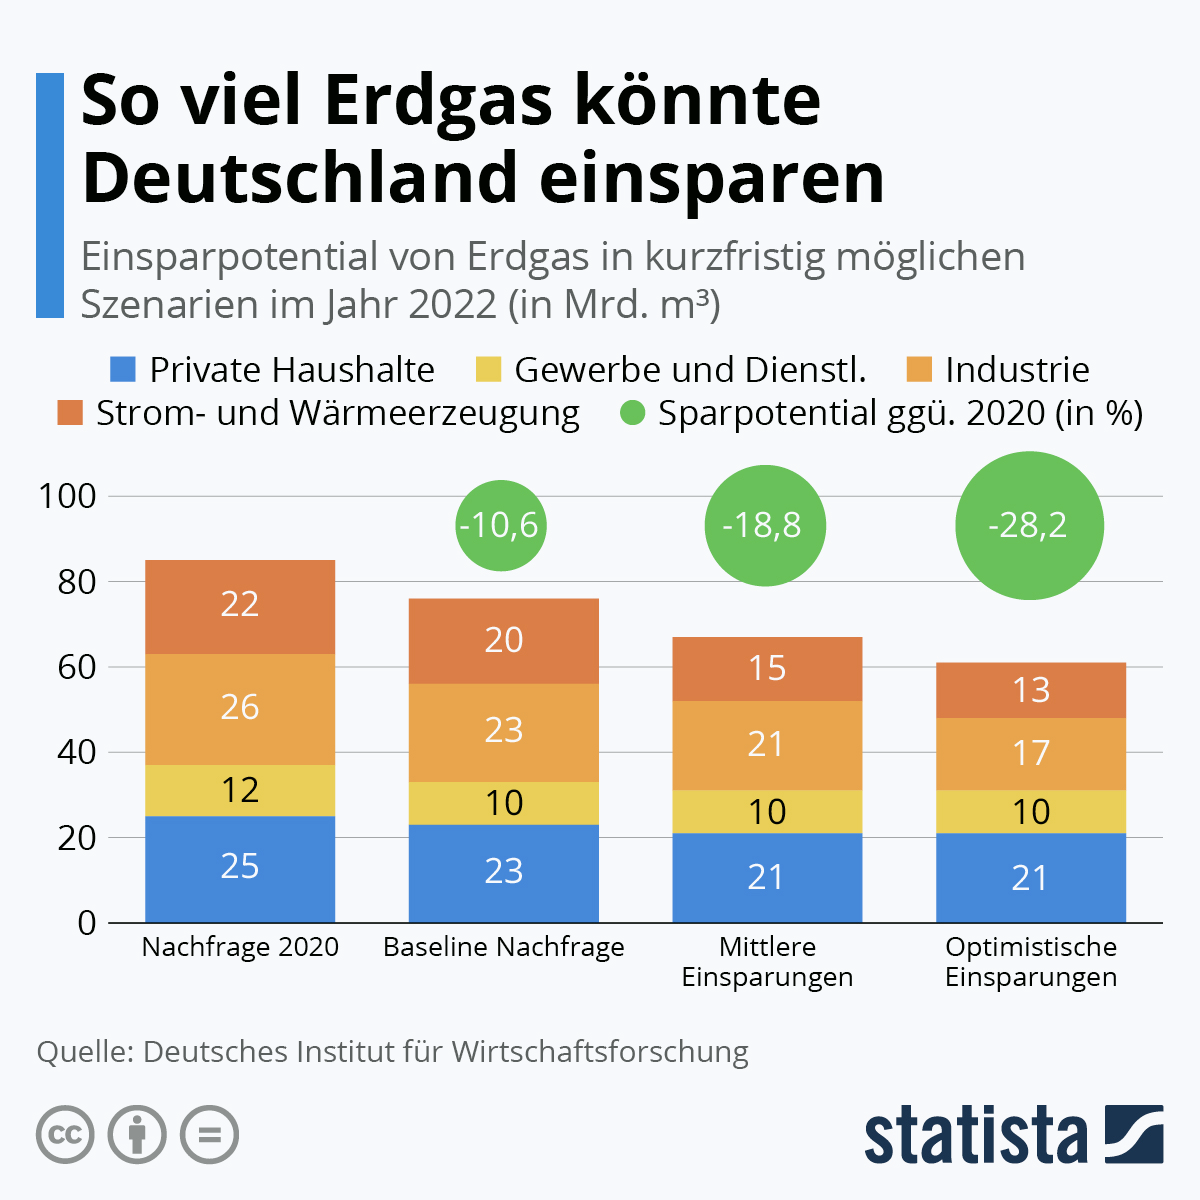 So viel Erdgas könnte
Deutschland einsparen
Einsparpotential von Erdgas in kurzfristig möglichen
Szenarien im Jahr 2022 (in Mrd. m³)
Private Haushalte Gewerbe und Dienstl. Industrie
Strom- und Wärmeerzeugung Sparpotential ggü. 2020 (in %)
100
-10,6 -18,8 -28,2
80
22 20 15 13
60
26 23 21 17
40
12 10 10 10
20
25 23 21 21
0
Nachfrage 2020 Baseline Nachfrage Mittlere Optimistische
Einsparungen Einsparungen
Quelle: Deutsches Institut für Wirtschaftsforschung
cc
statista